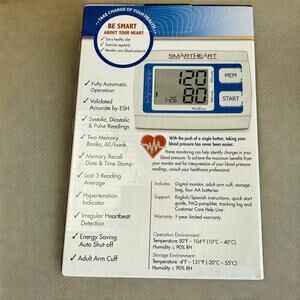 "TAKE CHARGE OF YOUR HEALTH!"
BE SMART
ABOUT YOUR HEART
✓ Eat a healthy diet
✓ Exercise regularly
✓ Monitor your blood pressure
SMARTHEART
120
80
1-26
MEM
START
PULSE
✓ Fully Automatic
Operation
✓ Validated
Accurate by ESH
✓ Systolic, Diastolic
& Pulse Readings
✓ Two Memory
Banks; 60/bank
✓ Memory Recall
Date & Time Stamp
✓ Last 3-Reading
Average
✓ Hypertension
Indicator
✓ Irregular Heartbeat
Detection
✓ Energy Saving
Auto Shut-off
✓ Adult Arm Cuff
With the push of a single button, taking your
blood pressure has never been easier.
Home monitoring can help identify changes in your
blood pressure. To achieve the maximum benefits from
your monitor and for interpretation of your blood pressure
readings, consult your healthcare professional.
Includes: Digital monitor, adult arm cuff, storage
bag, four AA batteries
Support: English/Spanish instructions, quick start
guide, FAQ pamphlet, tracking log and
Customer Care Help Line
Warranty: 1 year limited warranty
Operation Environment:
Temperature 50°F ~ 104°F (10°C ~ 40°C)
Humidity ≤ 90% RH
Storage Environment:
Temperature -4°F ~ 131°F (-20°C ~ 55°C)
Humidity ≤ 90% RH